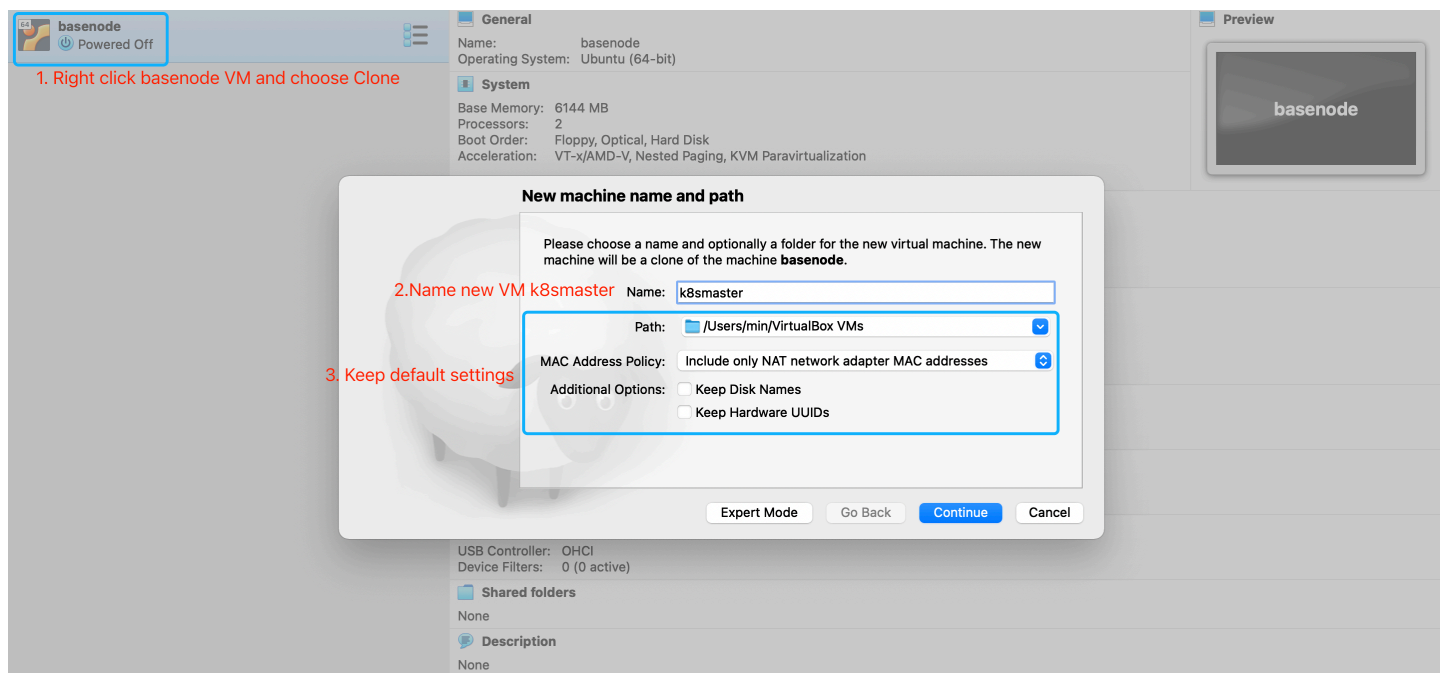 64
basenode
Powered Off
1. Right click basenode VM and choose Clone
General
Name: basenode
Operating System: Ubuntu (64-bit)
System
Base Memory: 6144 MB
Processors: 2
Boot Order: Floppy, Optical, Hard Disk
Acceleration: VT-x/AMD-V, Nested Paging, KVM Paravirtualization
Preview
basenode
New machine name and path
Please choose a name and optionally a folder for the new virtual machine. The new
machine will be a clone of the machine basenode.
2.Name new VM k8smaster
Name: k8smaster
Path: /Users/min/VirtualBox VMs
MAC Address Policy: Include only NAT network adapter MAC addresses
3. Keep default settings
Additional Options: Keep Disk Names
Keep Hardware UUIDs
Expert Mode Go Back Continue Cancel
USB Controller: OHCI
Device Filters: 0 (0 active)
Shared folders
None
Description
None